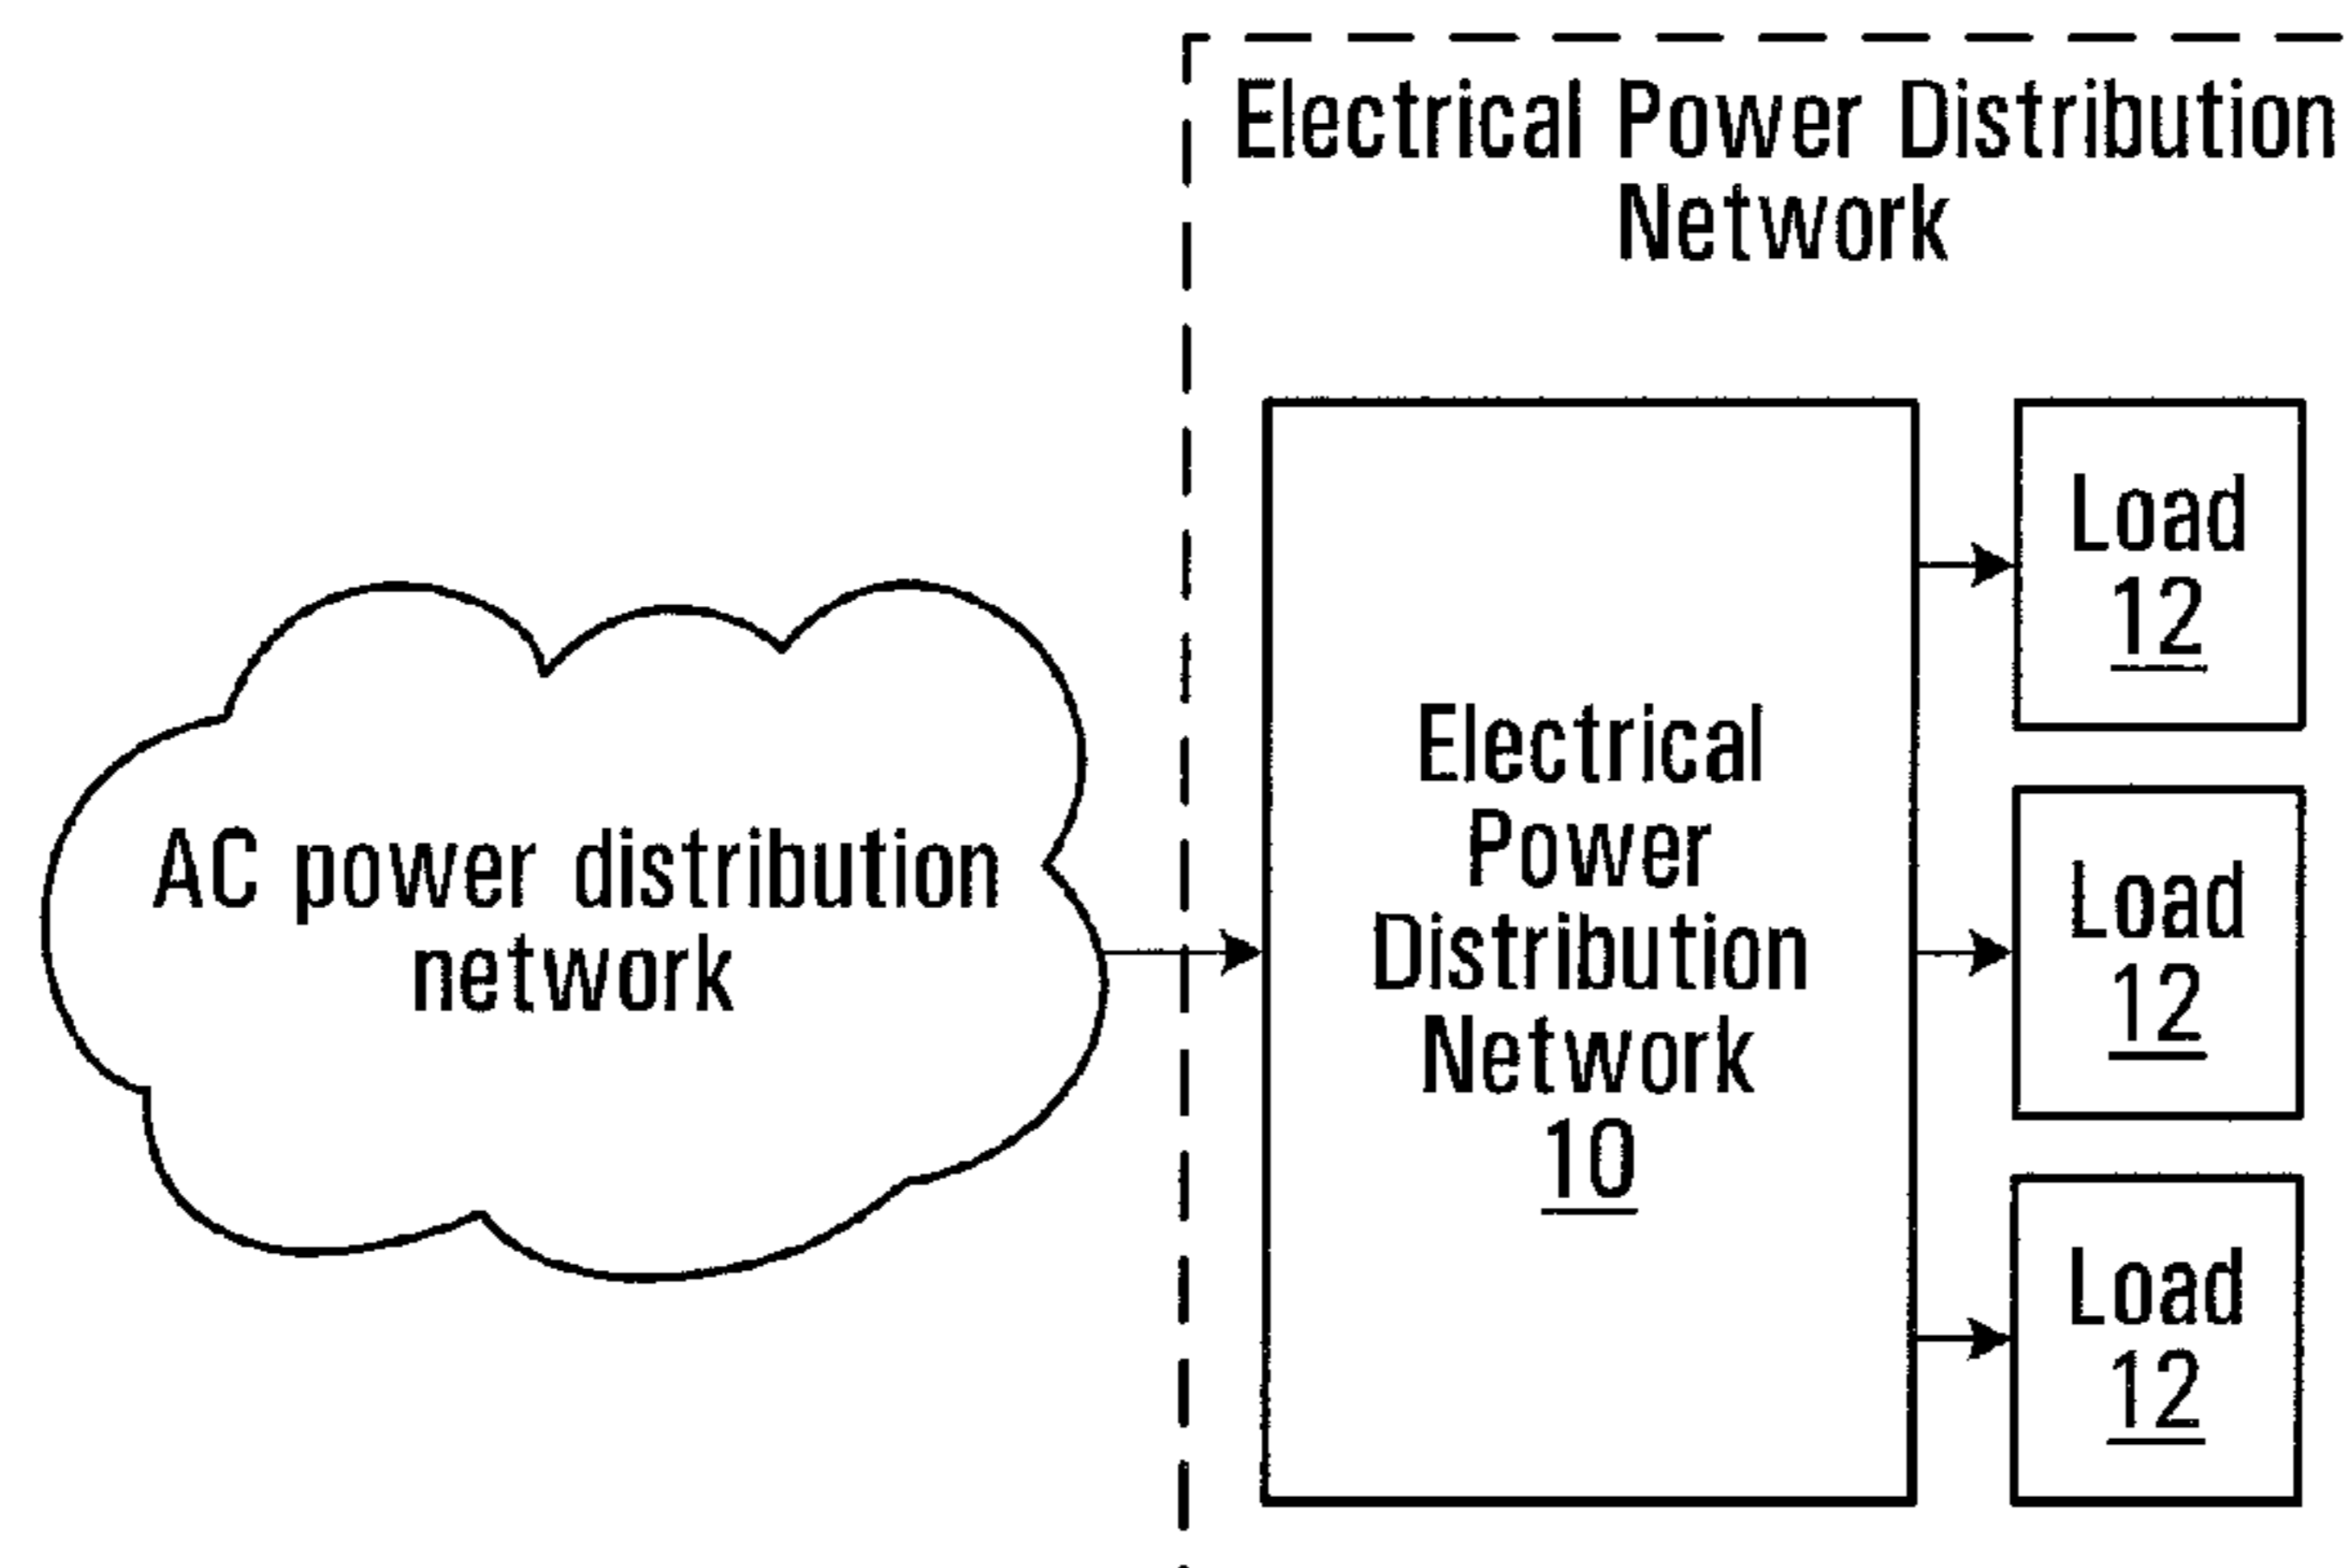 Electrical Power Distribution
Network
AC power distribution
network
Electrical
Power
Distribution
Network
10
Load
12
Load
12
Load
12